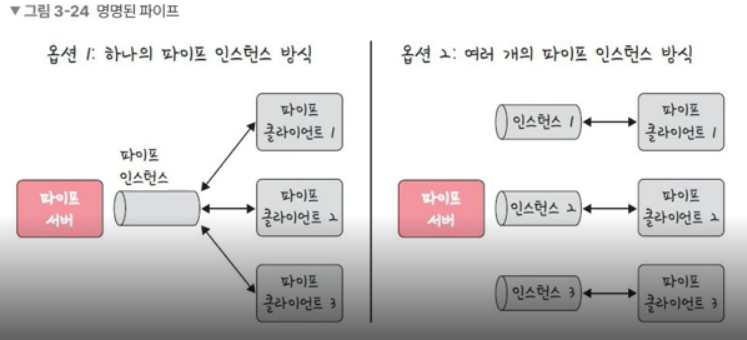 ▼ 그림 3-24 명명된 파이프
옵션 1: 하나의 파이프 인스턴스 방식
파이프
클라이언트 1
파이프
인스턴스
파이프
서버
파이프
클라이언트 2
파이프
클라이언트 3
옵션 2: 여러 개의 파이프 인스턴스 방식
인스턴스 1
파이프
클라이언트 1
파이프
서버
인스턴스 2
파이프
클라이언트 2
인스턴스 3
파이프
클라이언트 3